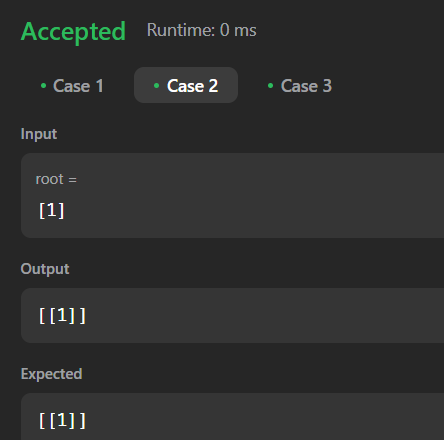 Accepted Runtime: 0 ms
• Case 1 • Case 2 • Case 3
Input
root =
[1]
Output
[[1]]
Expected
[[1]]